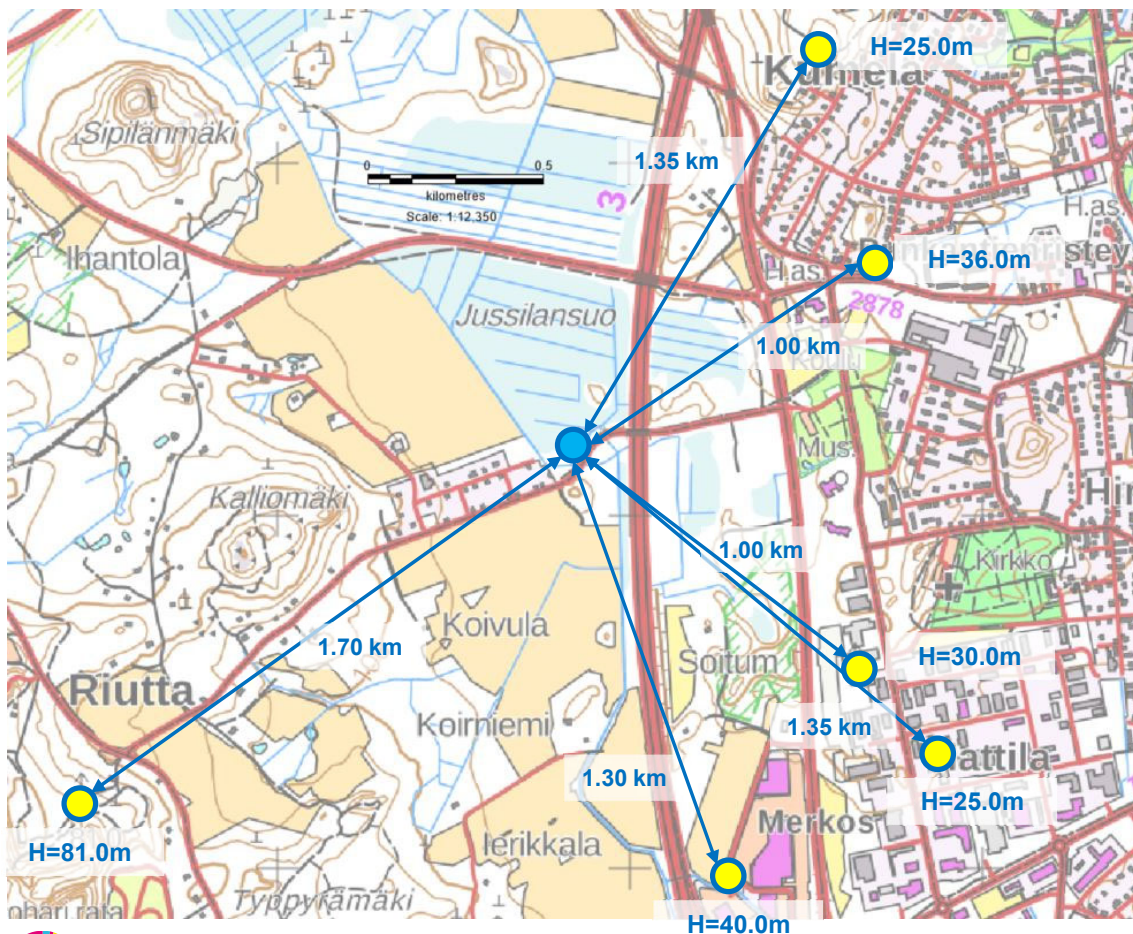 H=25.0m
Kumela
Sipilänmäki
1.35 km
0 0.5
kilometres
Scale: 1:12,350
3
H.as.
Ihantola
H.as.
H=36.0m
2878
Jussilansuo
1.00 km
Koulu
Mus.
Kalliomäki
Kirkko
1.00 km
Koivula
1.70 km
Soitum
H=30.0m
Riutta
Koirniemi
1.35 km
1.30 km
H=25.0m
Merkos
H=81.0m
Ierikkala
Typpyrämäki
H=40.0m